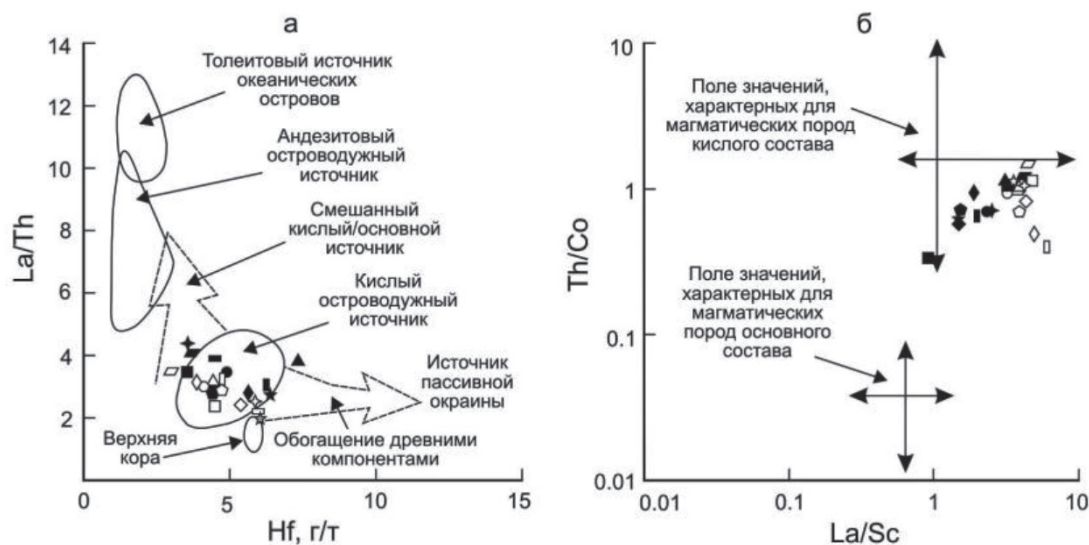 а
Толеитовый источник
океанических
островов
Андезитовый
островодужный
источник
Смешанный
кислый/основной
источник
Кислый
островодужный
источник
Источник
пассивной
окраины
Верхняя
кора
Обогащение древними
компонентами
La/Th
14
12
10
8
6
4
2
0
5
10
15
Hf, г/т
б
Поле значений,
характерных для
магматических пород
кислого состава
Поле значений,
характерных для
магматических
пород основного
состава
Th/Co
10
1
0.1
0.01
0.01
0.1
1
10
La/Sc